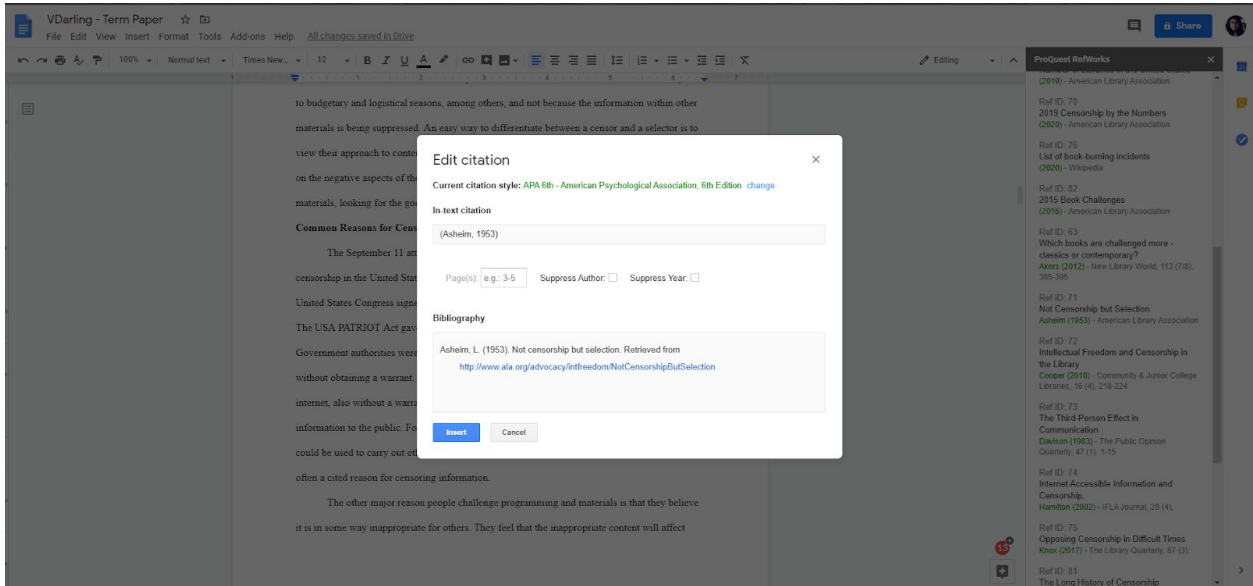 VDarling - Term Paper
File Edit View Insert Format Tools Add-ons Help All changes saved in Drive
Share
100% Normal text Times New... 12 B I U A Editing
1 2 3 4 5 6 7
to budgetary and logistical reasons, among others, and not because the information within other
materials is being suppressed. An easy way to differentiate between a censor and a selector is to
view their approach to
on the negative aspects of
materials, looking for the
Common Reasons for
The September 11
censorship in the United
United States Congress
The USA PATRIOT Act
Government authorities were
without obtaining a warrant.
internet, also without a
information to the public.
could be used to carry out
often a cited reason for censoring information.
The other major reason people challenge programming and materials is that they believe
it is in some way inappropriate for others. They feel that the inappropriate content will affect
Edit citation
Current citation style: APA 6th - American Psychological Association, 6th Edition change
In-text citation
(Asheim, 1953)
Page(s): e.g.: 3-5 Suppress Author: Suppress Year:
Bibliography
Asheim, L. (1953). Not censorship but selection. Retrieved from
http://www.ala.org/advocacy/intfreedom/NotCensorshipButSelection
Insert Cancel
ProQuest RefWorks
(2019) - American Library Association
Ref ID: 70
2019 Censorship by the Numbers
(2020) - American Library Association
Ref ID: 76
List of book-burning incidents
(2020) - Wikipedia
Ref ID: 82
2015 Book Challenges
(2016) - American Library Association
Ref ID: 63
Which books are challenged more -
classics or contemporary?
Akers (2012) - New Library World, 113 (7/8),
385-395
Ref ID: 71
Not Censorship but Selection
Asheim (1953) - American Library Association
Ref ID: 72
Intellectual Freedom and Censorship in
the Library
Cooper (2010) - Community & Junior College
Libraries, 16 (4), 218-224
Ref ID: 73
The Third-Person Effect in
Communication
Davison (1983) - The Public Opinion
Quarterly, 47 (1), 1-15
Ref ID: 74
Internet Accessible Information and
Censorship,
Hamilton (2002) - IFLA Journal, 28 (4),
Ref ID: 75
Opposing Censorship in Difficult Times
Knox (2017) - The Library Quarterly, 87 (3),
Ref ID: 81
The Long History of Censorship
13